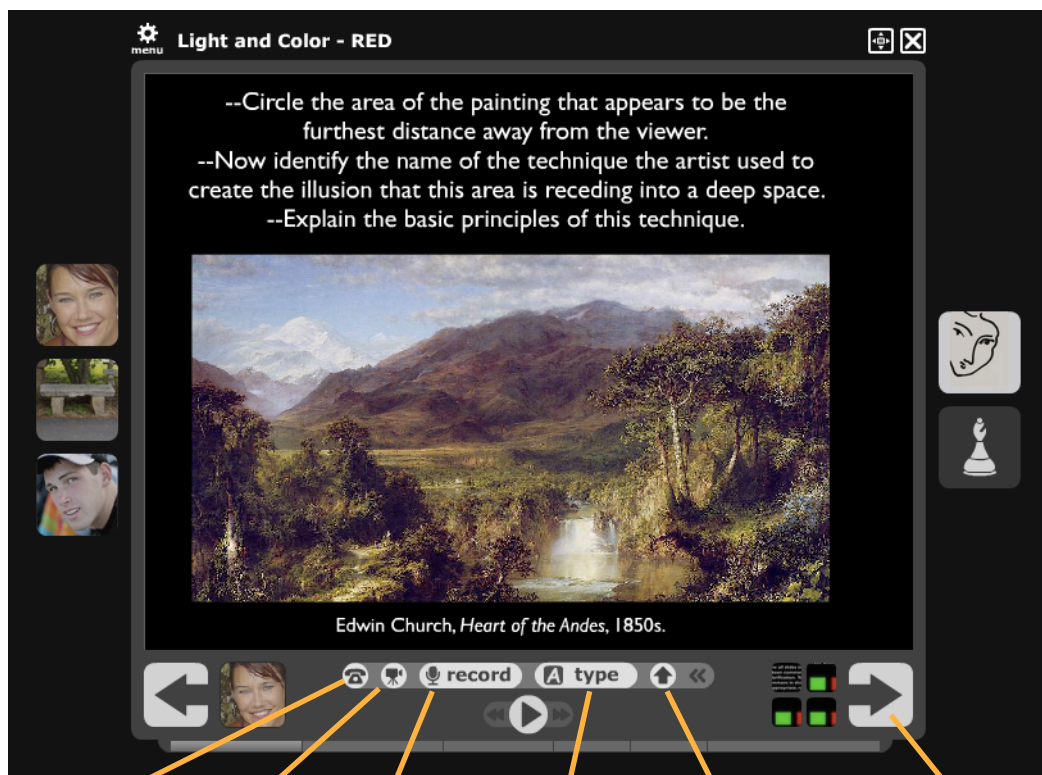 menu
Light and Color - RED
--Circle the area of the painting that appears to be the
furthest distance away from the viewer.
--Now identify the name of the technique the artist used to
create the illusion that this area is receding into a deep space.
--Explain the basic principles of this technique.
Edwin Church, Heart of the Andes, 1850s.
record
A type